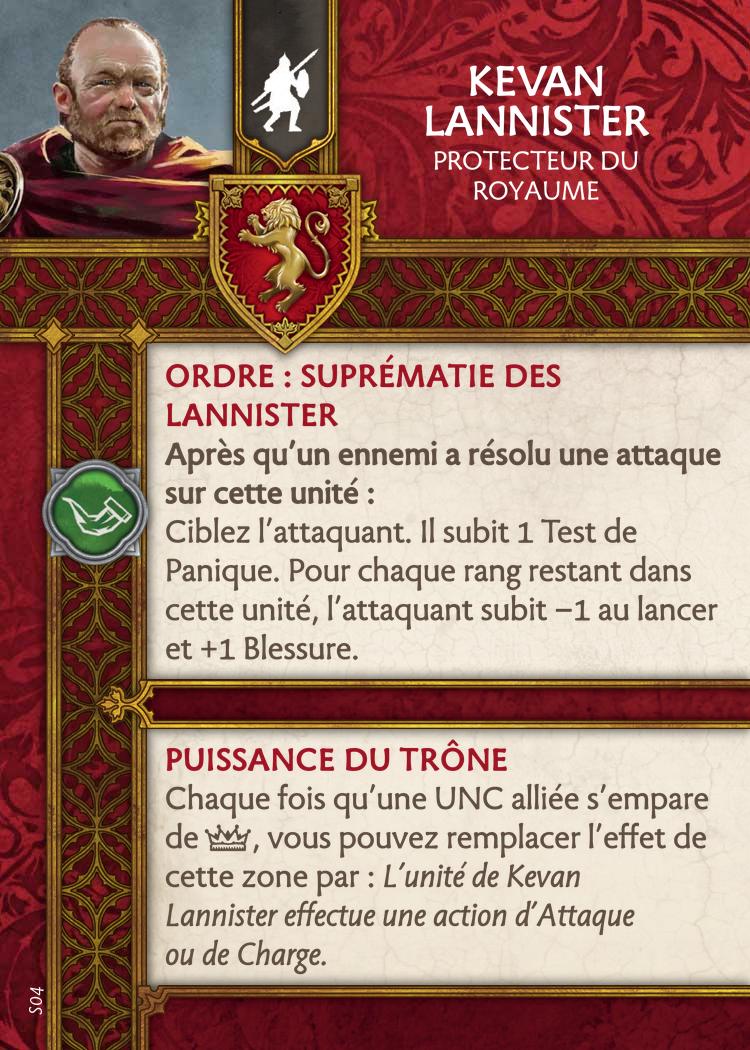 KEVAN
LANNISTER
PROTECTEUR DU
ROYAUME
ORDRE : SUPRÉMATIE DES
LANNISTER
Après qu’un ennemi a résolu une attaque
sur cette unité :
Ciblez l’attaquant. Il subit 1 Test de
Panique. Pour chaque rang restant dans
cette unité, l’attaquant subit –1 au lancer
et +1 Blessure.
PUISSANCE DU TRÔNE
Chaque fois qu’une UNC alliée s’empare
de , vous pouvez remplacer l’effet de
cette zone par : L’unité de Kevan
Lannister effectue une action d’Attaque
ou de Charge.
S04